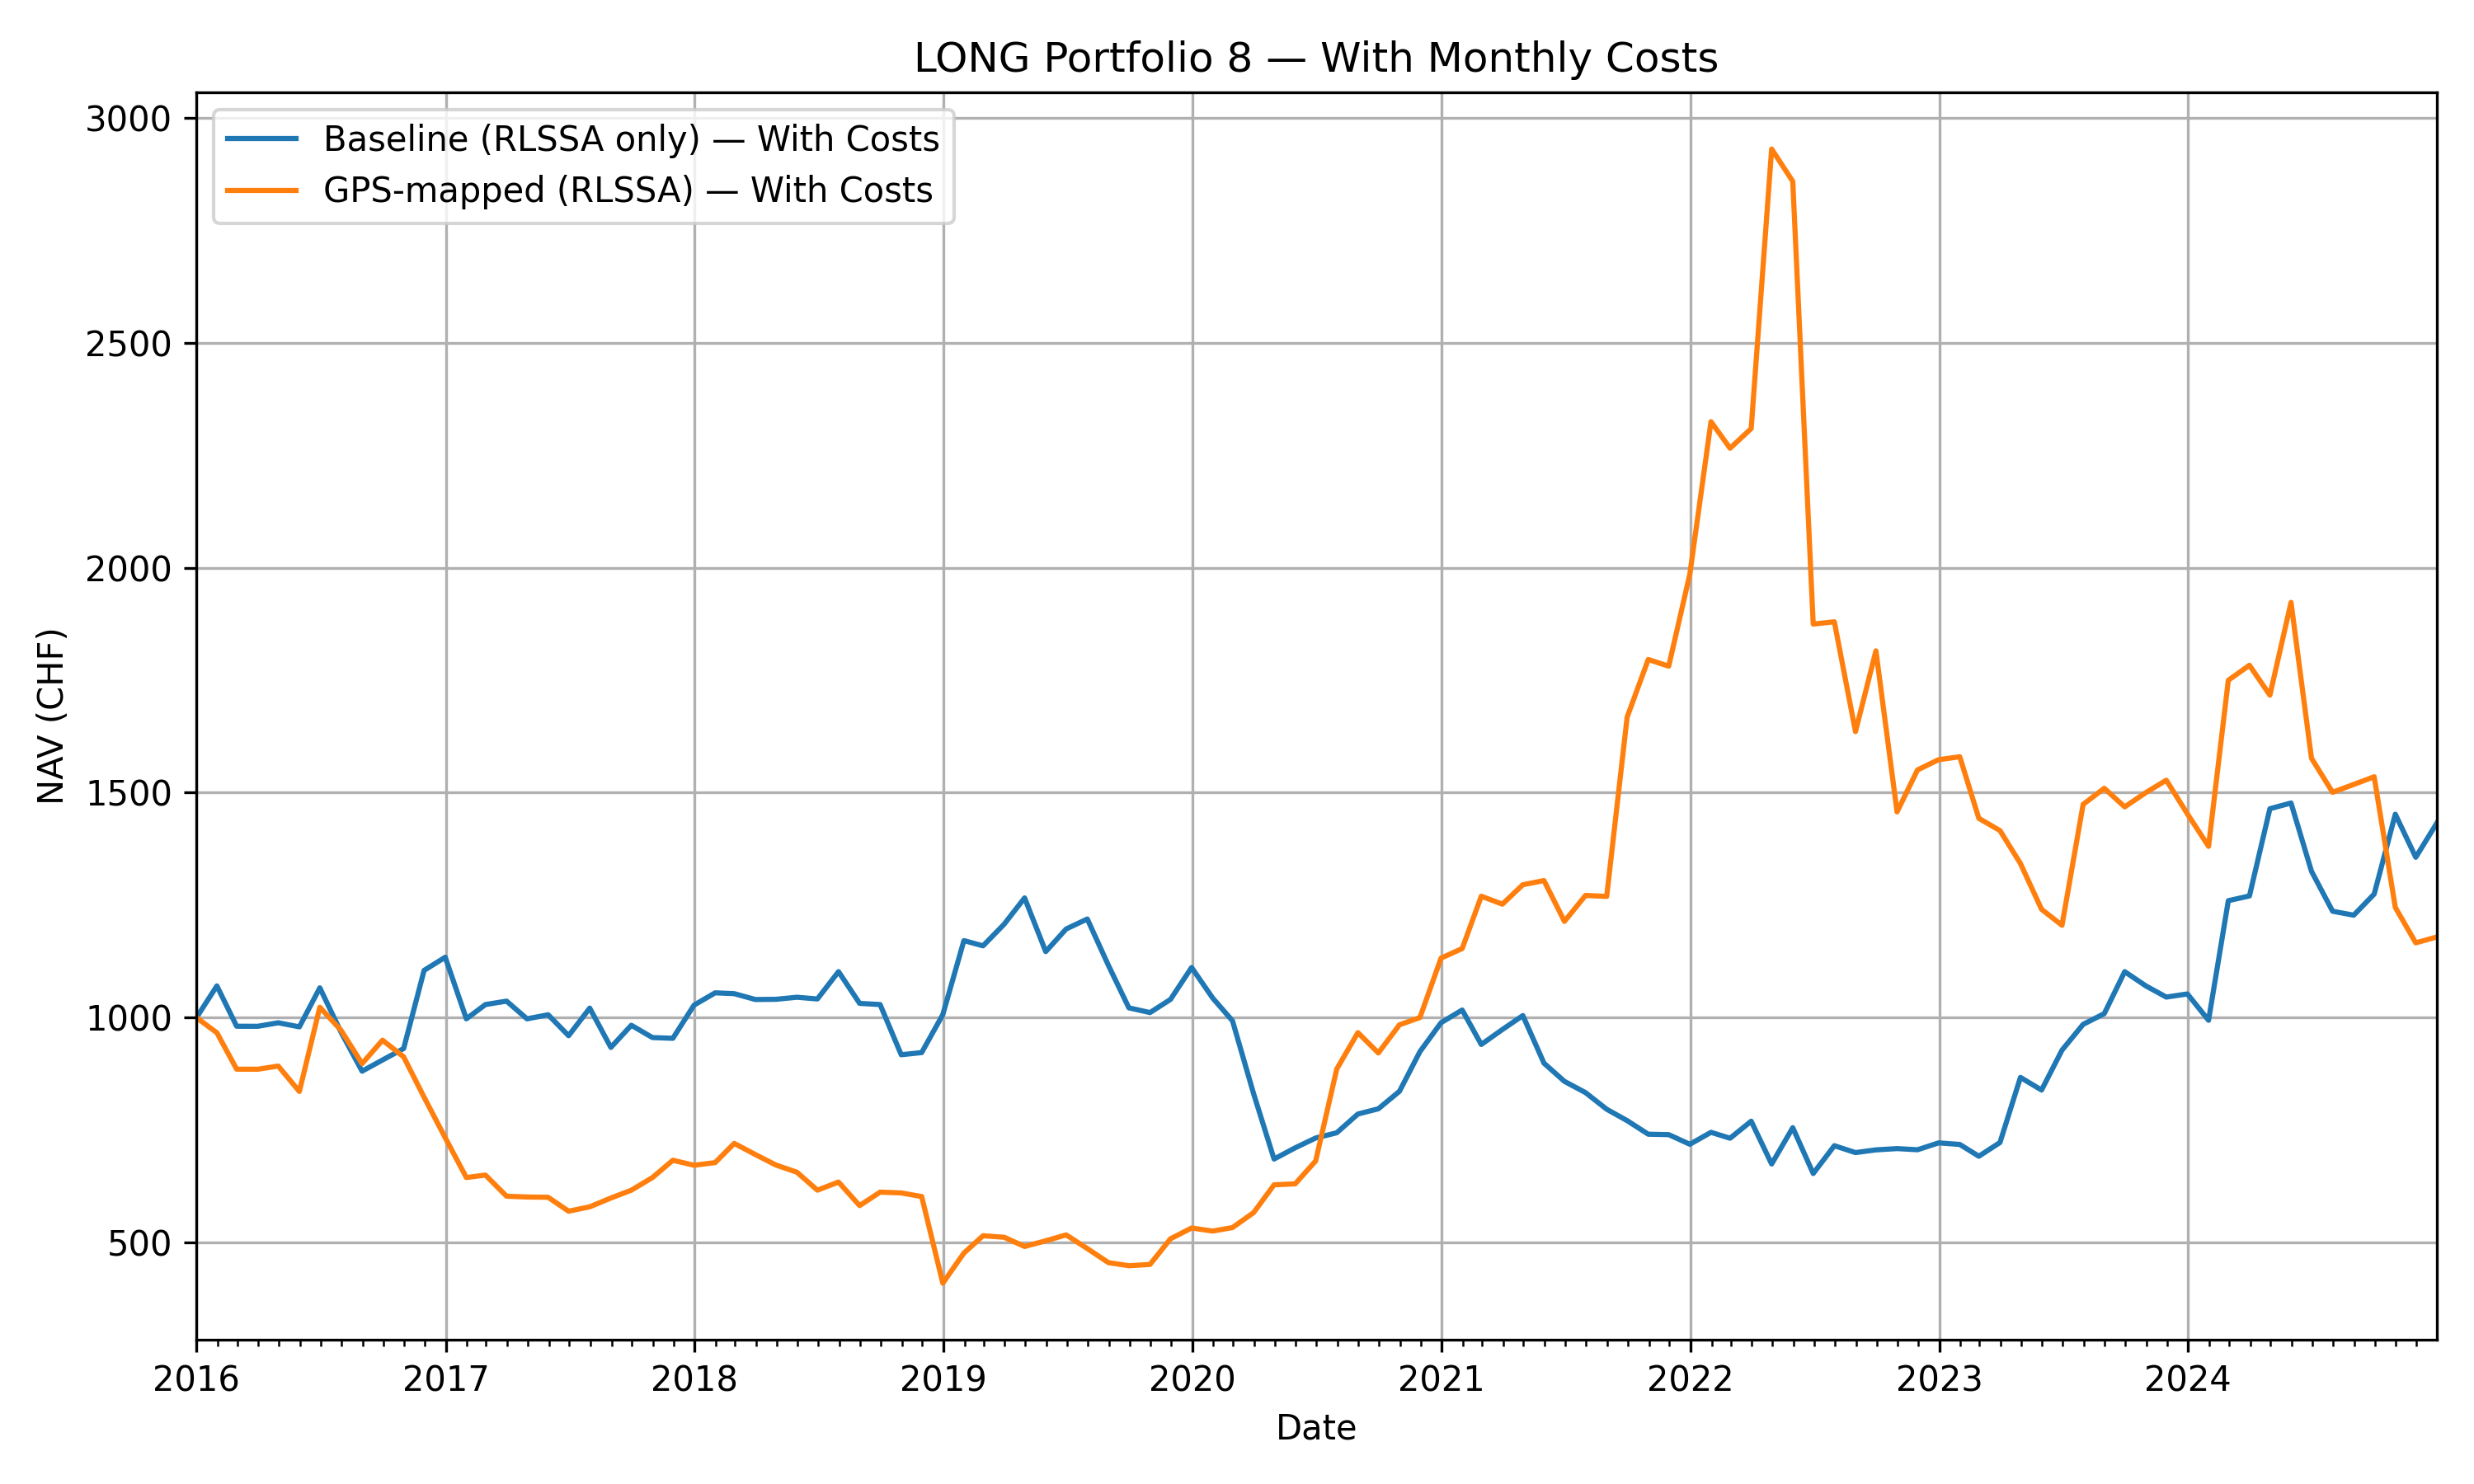 LONG Portfolio 8 — With Monthly Costs
Baseline (RLSSA only) — With Costs
GPS-mapped (RLSSA) — With Costs
3000
2500
2000
1500
1000
500
NAV (CHF)
2016 2017 2018 2019 2020 2021 2022 2023 2024
Date